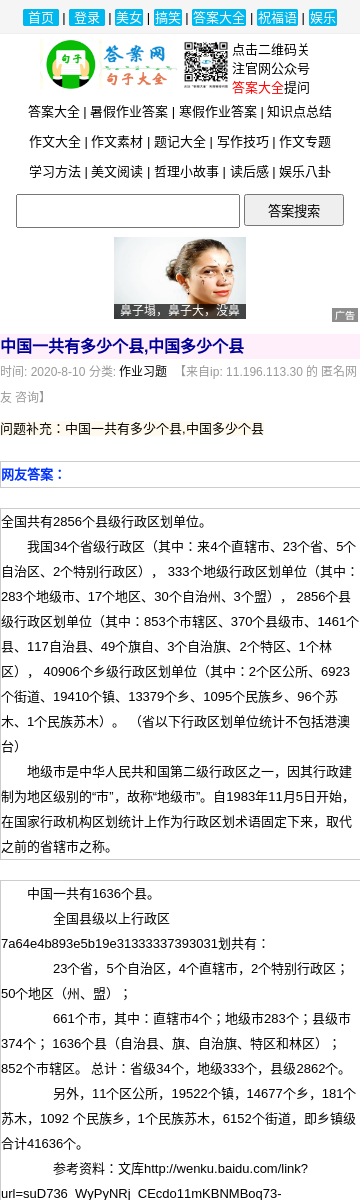 首页 | 登录 | 美女 | 搞笑 | 答案大全 | 祝福语 | 娱乐
句子 答案网 句子大全
点击二维码关
注官网公众号
答案大全提问
答案大全 | 暑假作业答案 | 寒假作业答案 | 知识点总结
作文大全 | 作文素材 | 题记大全 | 写作技巧 | 作文专题
学习方法 | 美文阅读 | 哲理小故事 | 读后感 | 娱乐八卦
答案搜索
鼻子塌，鼻子大，没鼻
广告
中国一共有多少个县,中国多少个县
时间: 2020-8-10 分类: 作业习题 【来自ip: 11.196.113.30 的 匿名网
友 咨询】
问题补充：中国一共有多少个县,中国多少个县
网友答案：
全国共有2856个县级行政区划单位。
我国34个省级行政区（其中：来4个直辖市、23个省、5个
自治区、2个特别行政区）， 333个地级行政区划单位（其中：
283个地级市、17个地区、30个自治州、3个盟）， 2856个县
级行政区划单位（其中：853个市辖区、370个县级市、1461个
县、117自治县、49个旗自、3个自治旗、2个特区、1个林
区）， 40906个乡级行政区划单位（其中：2个区公所、6923
个街道、19410个镇、13379个乡、1095个民族乡、96个苏
木、1个民族苏木）。 （省以下行政区划单位统计不包括港澳
台）
地级市是中华人民共和国第二级行政区之一，因其行政建
制为地区级别的“市”，故称“地级市”。自1983年11月5日开始，
在国家行政机构区划统计上作为行政区划术语固定下来，取代
之前的省辖市之称。
中国一共有1636个县。
全国县级以上行政区
7a64e4b893e5b19e31333337393031划共有：
23个省，5个自治区，4个直辖市，2个特别行政区；
50个地区（州、盟）；
661个市，其中：直辖市4个；地级市283个；县级市
374个； 1636个县（自治县、旗、自治旗、特区和林区）；
852个市辖区。 总计：省级34个，地级333个，县级2862个。
另外，11个区公所，19522个镇，14677个乡，181个
苏木，1092 个民族乡，1个民族苏木，6152个街道，即乡镇级
合计41636个。
参考资料：文库http://wenku.baidu.com/link?
url=suD736_WyPyNRj_CEcdo11mKBNMBoq73-